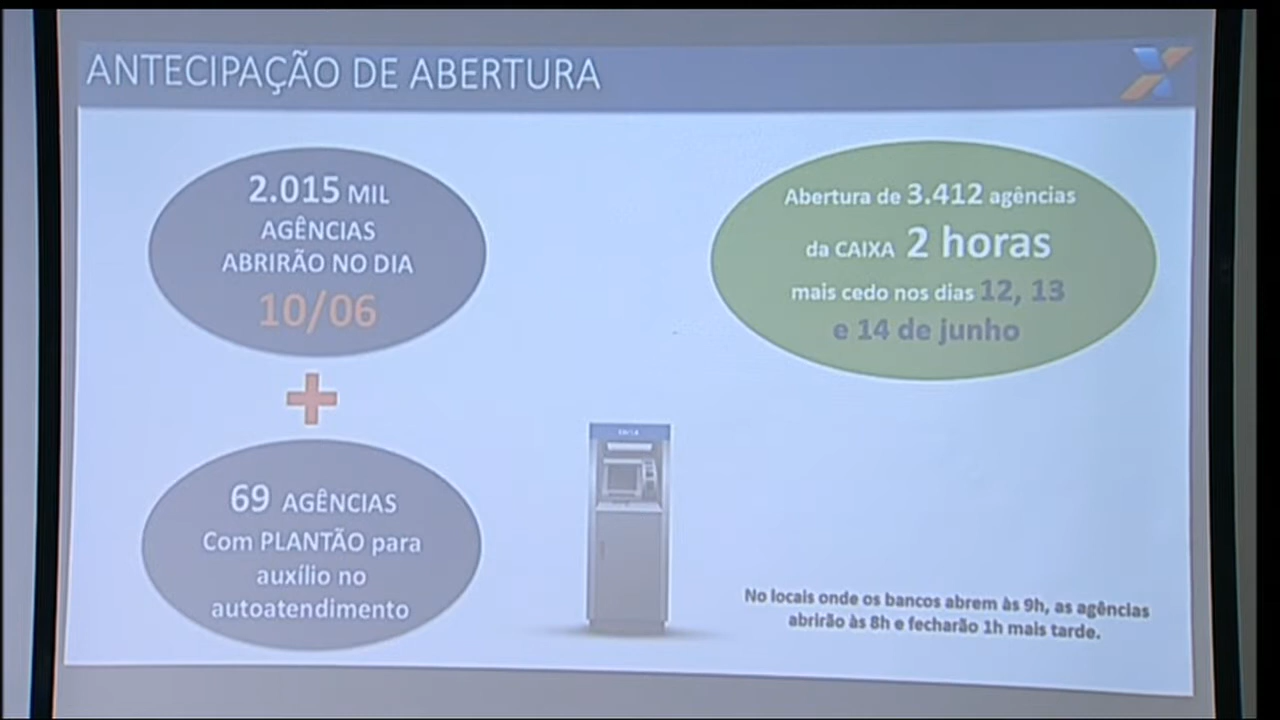 ANTECIPAÇÃO DE ABERTURA
2.015 MIL
AGÊNCIAS
ABRIRÃO NO DIA
10/06
69 AGÊNCIAS
Com PLANTÃO para
auxílio no
autoatendimento
Abertura de 3.412 agências
da CAIXA 2 horas
mais cedo nos dias 12, 13
e 14 de junho
No locais onde os bancos abrem às 9h, as agências
abrirão às 8h e fecharão 1h mais tarde.